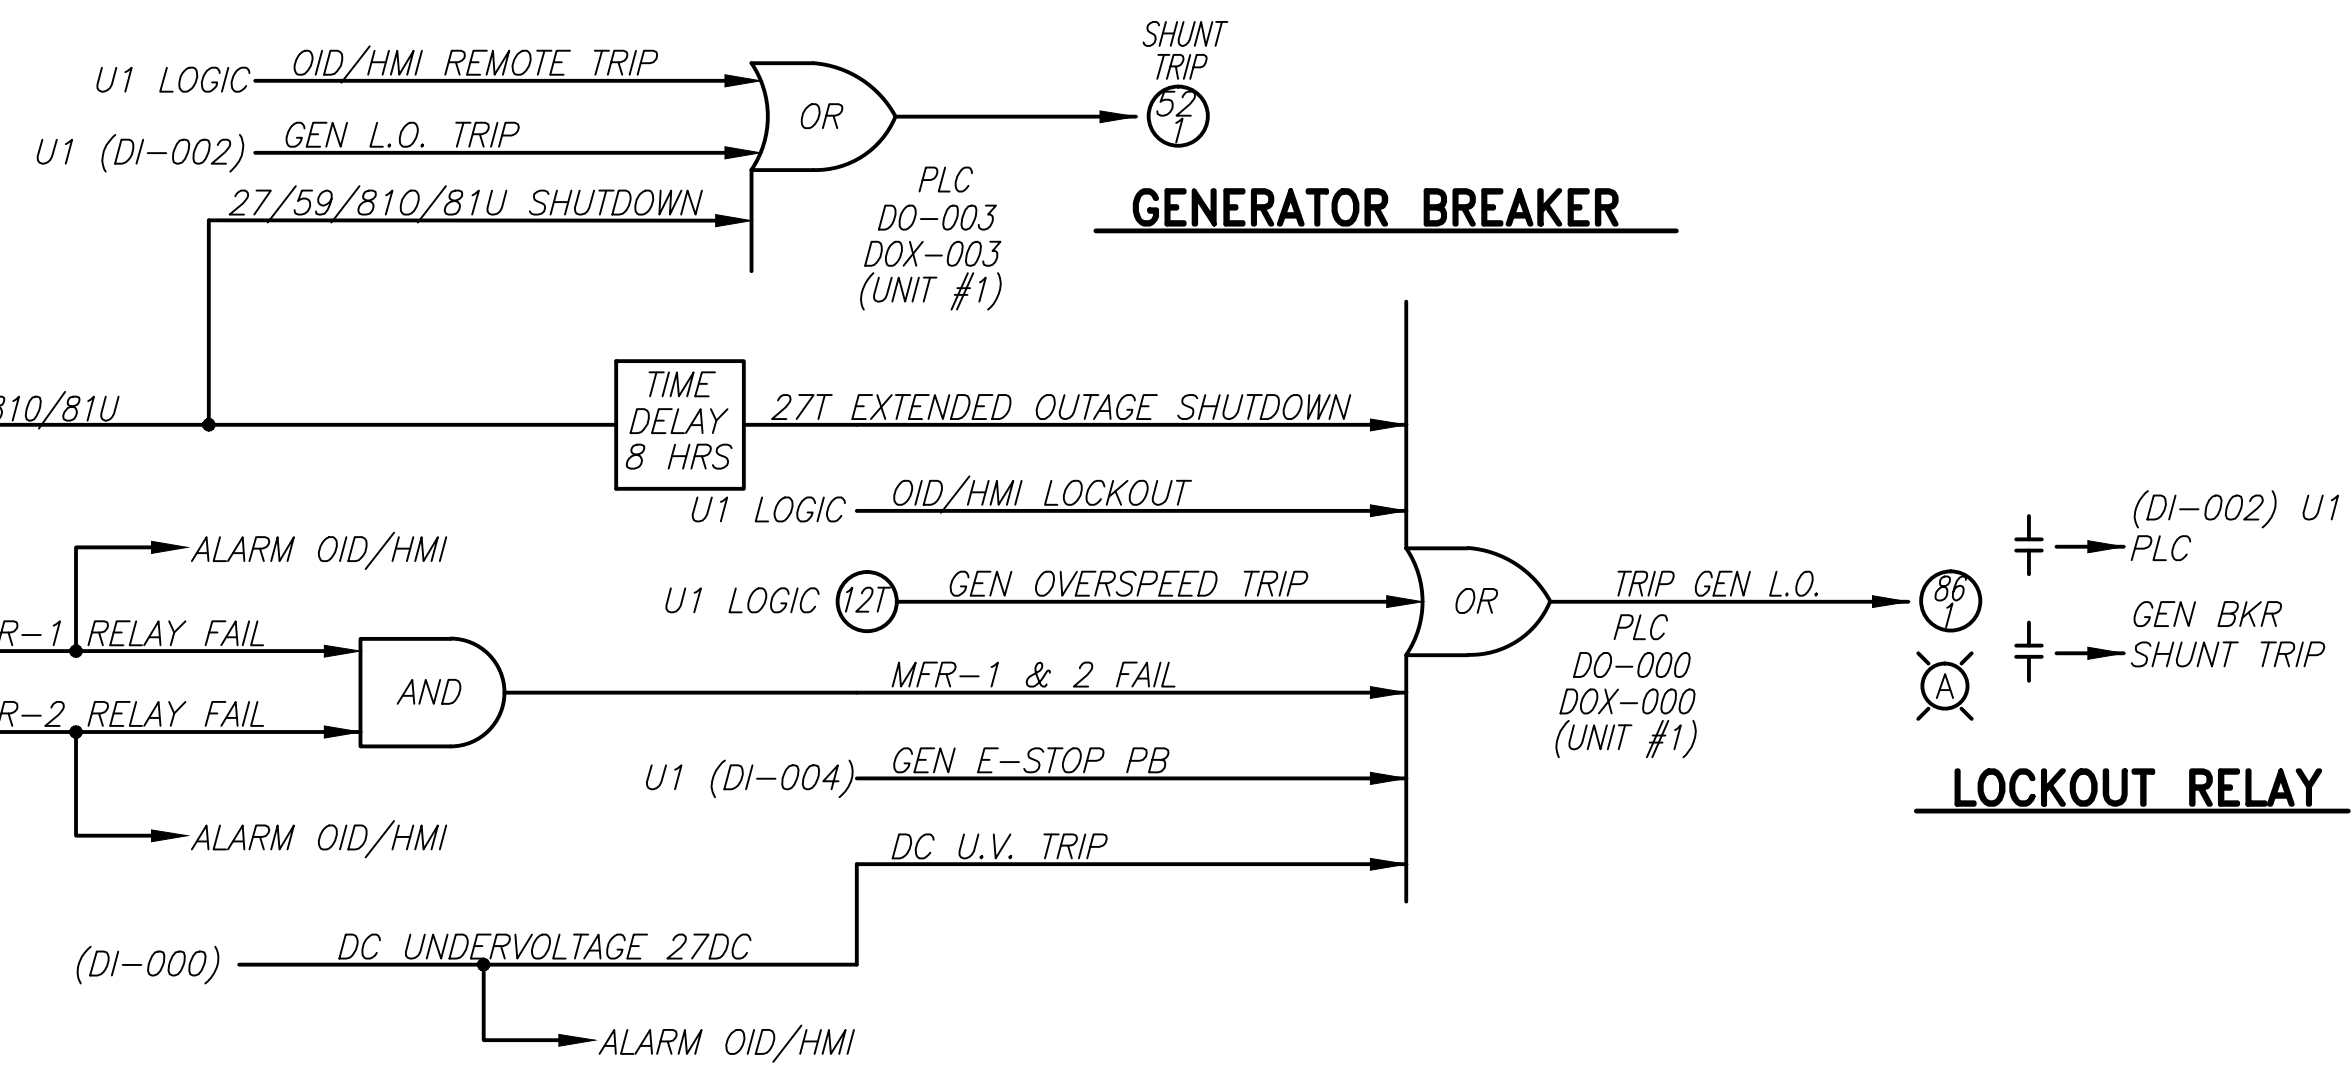 SHUNT
TRIP
52
1
U1 LOGIC OID/HMI REMOTE TRIP
OR
U1 (DI-002) GEN L.O. TRIP
27/59/810/81U SHUTDOWN
PLC
DO-003
DOX-003
(UNIT #1)
GENERATOR BREAKER
810/81U
TIME
DELAY
8 HRS
27T EXTENDED OUTAGE SHUTDOWN
U1 LOGIC OID/HMI LOCKOUT
ALARM OID/HMI
U1 LOGIC 12T GEN OVERSPEED TRIP
OR
TRIP GEN L.O.
PLC
DO-000
DOX-000
(UNIT #1)
86
1
(DI-002) U1
PLC
GEN BKR
SHUNT TRIP
A
LOCKOUT RELAY
R-1 RELAY FAIL
AND
R-2 RELAY FAIL
MFR-1 & 2 FAIL
ALARM OID/HMI
U1 (DI-004) GEN E-STOP PB
DC U.V. TRIP
(DI-000) DC UNDERVOLTAGE 27DC
ALARM OID/HMI